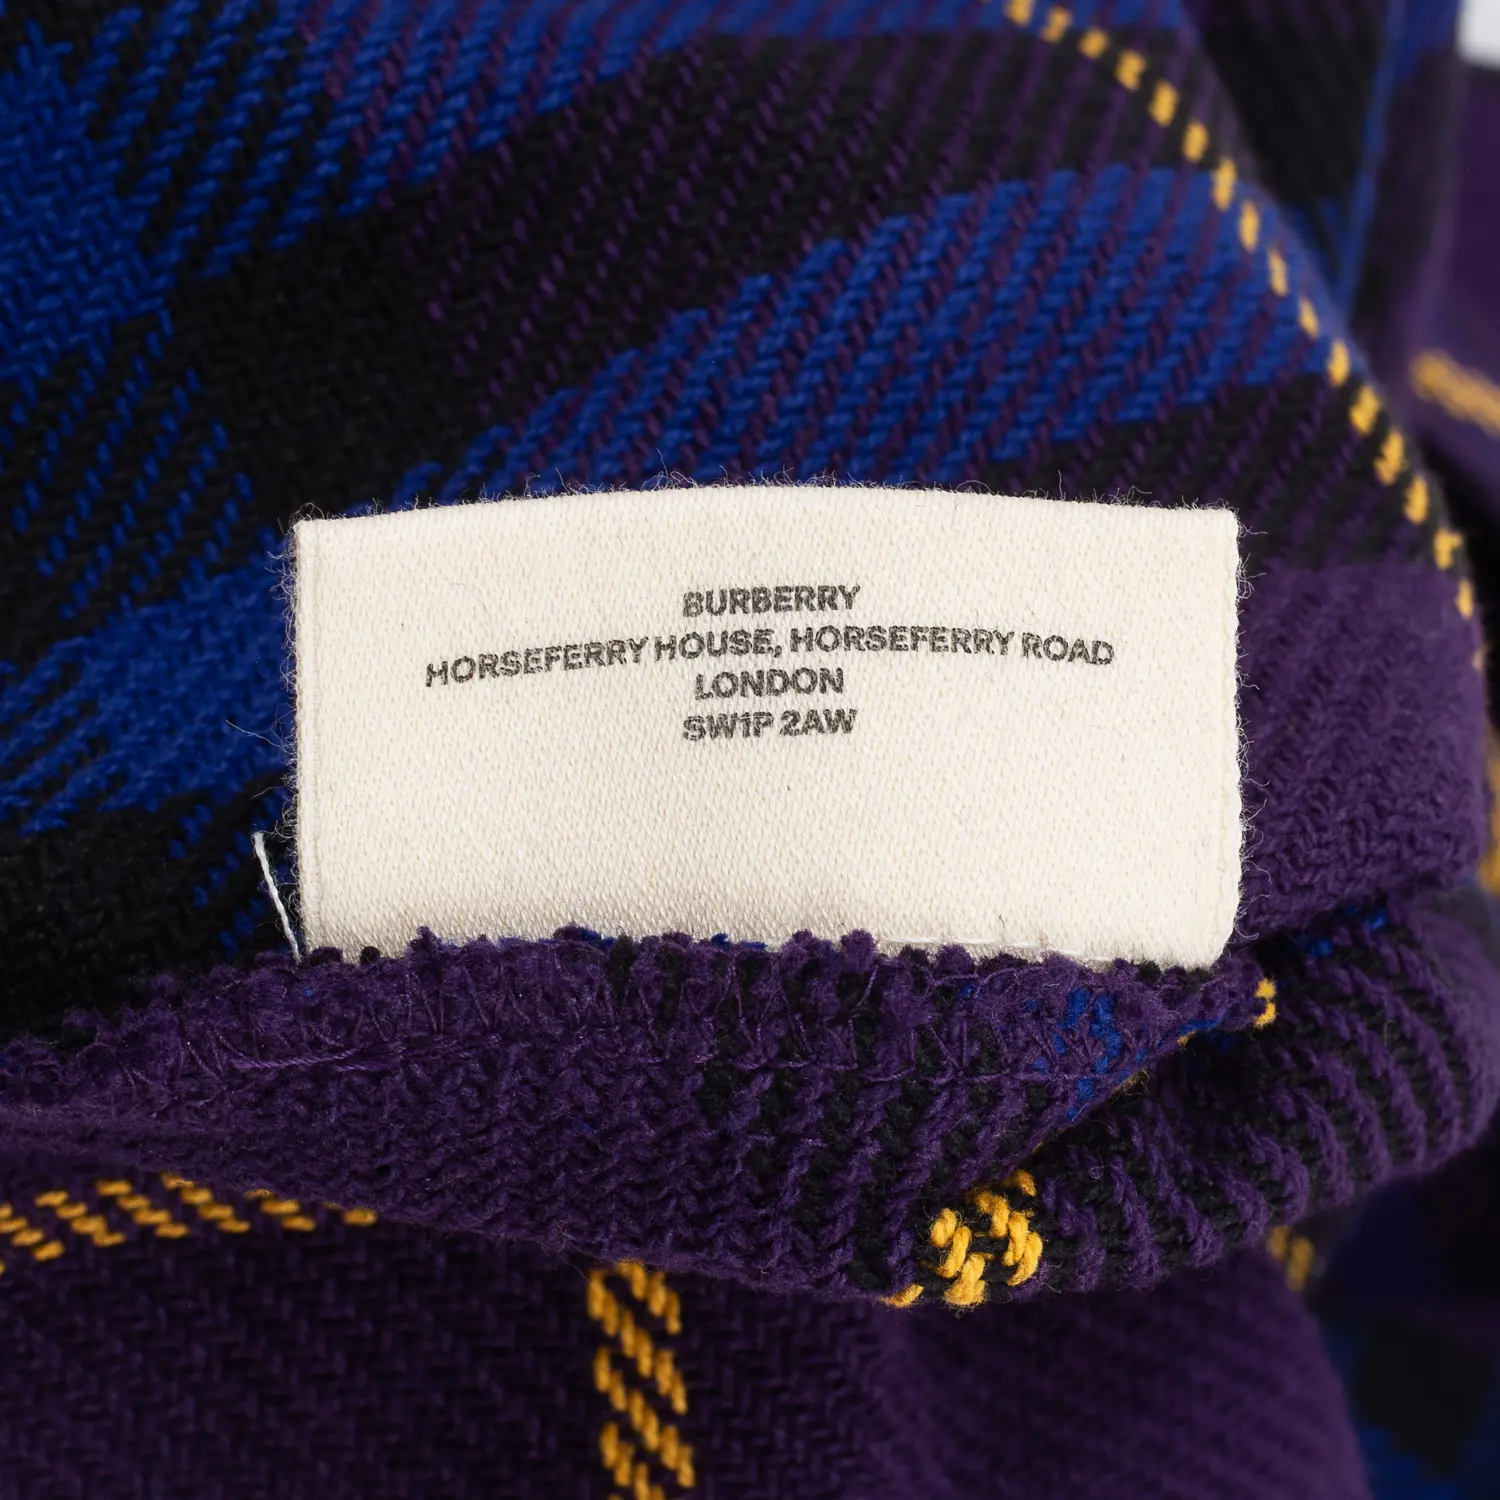 BURBERRY
HORSEFERRY HOUSE, HORSEFERRY ROAD
LONDON
SW1P 2AW